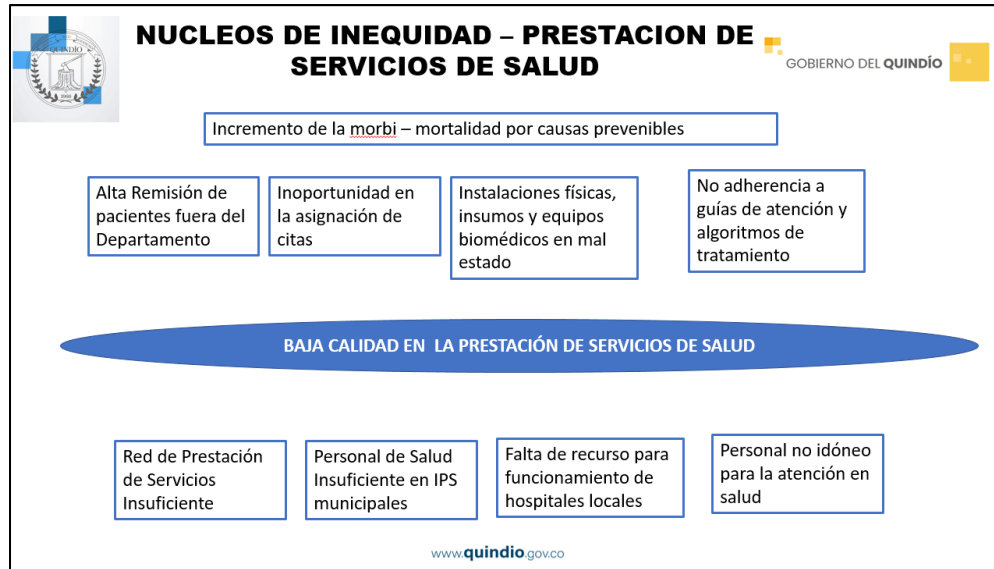 NUCLEOS DE INEQUIDAD – PRESTACION DE
SERVICIOS DE SALUD
QUINDIO
GOBIERNO DEL QUINDÍO
Incremento de la morbi – mortalidad por causas prevenibles
Alta Remisión de
pacientes fuera del
Departamento
Inoportunidad en
la asignación de
citas
Instalaciones físicas,
insumos y equipos
biomédicos en mal
estado
No adherencia a
guías de atención y
algoritmos de
tratamiento
BAJA CALIDAD EN LA PRESTACIÓN DE SERVICIOS DE SALUD
Red de Prestación
de Servicios
Insuficiente
Personal de Salud
Insuficiente en IPS
municipales
Falta de recurso para
funcionamiento de
hospitales locales
Personal no idóneo
para la atención en
salud
www.quindio.gov.co